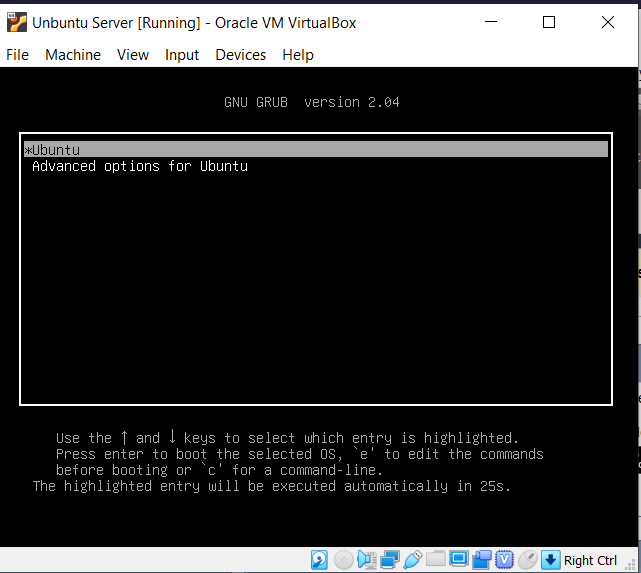 Unbuntu Server [Running] - Oracle VM VirtualBox
File Machine View Input Devices Help
GNU GRUB version 2.04
*Ubuntu
Advanced options for Ubuntu
Use the ↑ and ↓ keys to select which entry is highlighted.
Press enter to boot the selected OS, `e' to edit the commands
before booting or `c' for a command-line.
The highlighted entry will be executed automatically in 25s.
Right Ctrl